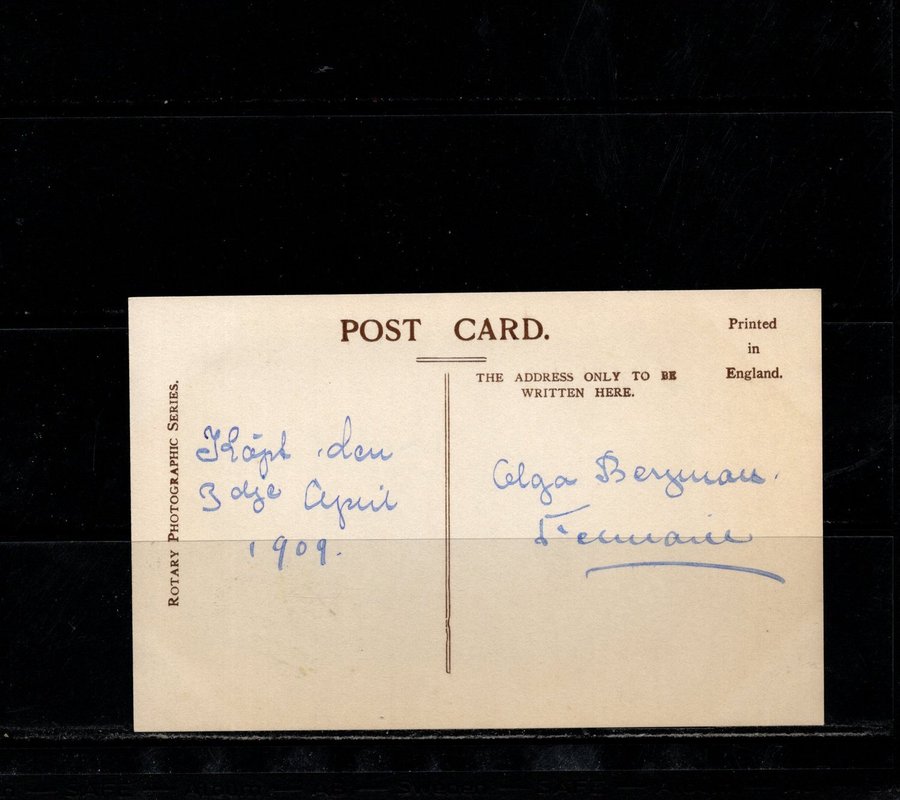 POST CARD.
Printed
in
England.
THE ADDRESS ONLY TO BE
WRITTEN HERE.
ROTARY PHOTOGRAPHIC SERIES.
Köpt den
3dje April
1909.
Olga Bergman.